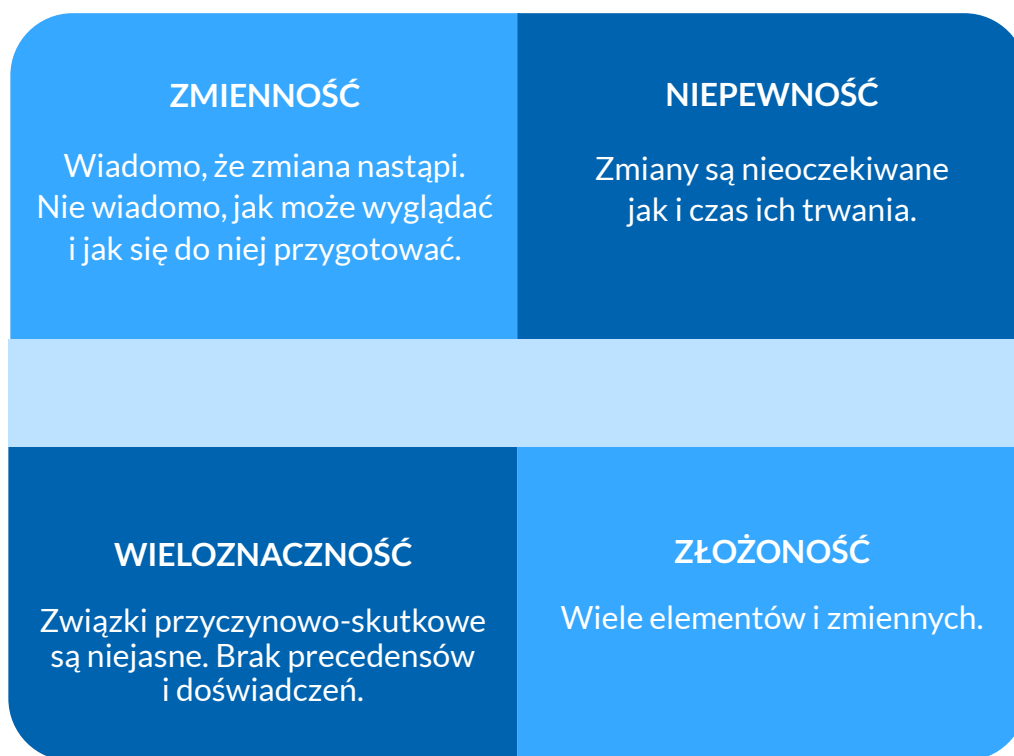 ZMIENNOŚĆ
Wiadomo, że zmiana nastąpi.
Nie wiadomo, jak może wyglądać
i jak się do niej przygotować.
NIEPEWNOŚĆ
Zmiany są nieoczekiwane
jak i czas ich trwania.
WIELOZNACZNOŚĆ
Związki przyczynowo-skutkowe
są niejasne. Brak precedensów
i doświadczeń.
ZŁOŻONOŚĆ
Wiele elementów i zmiennych.